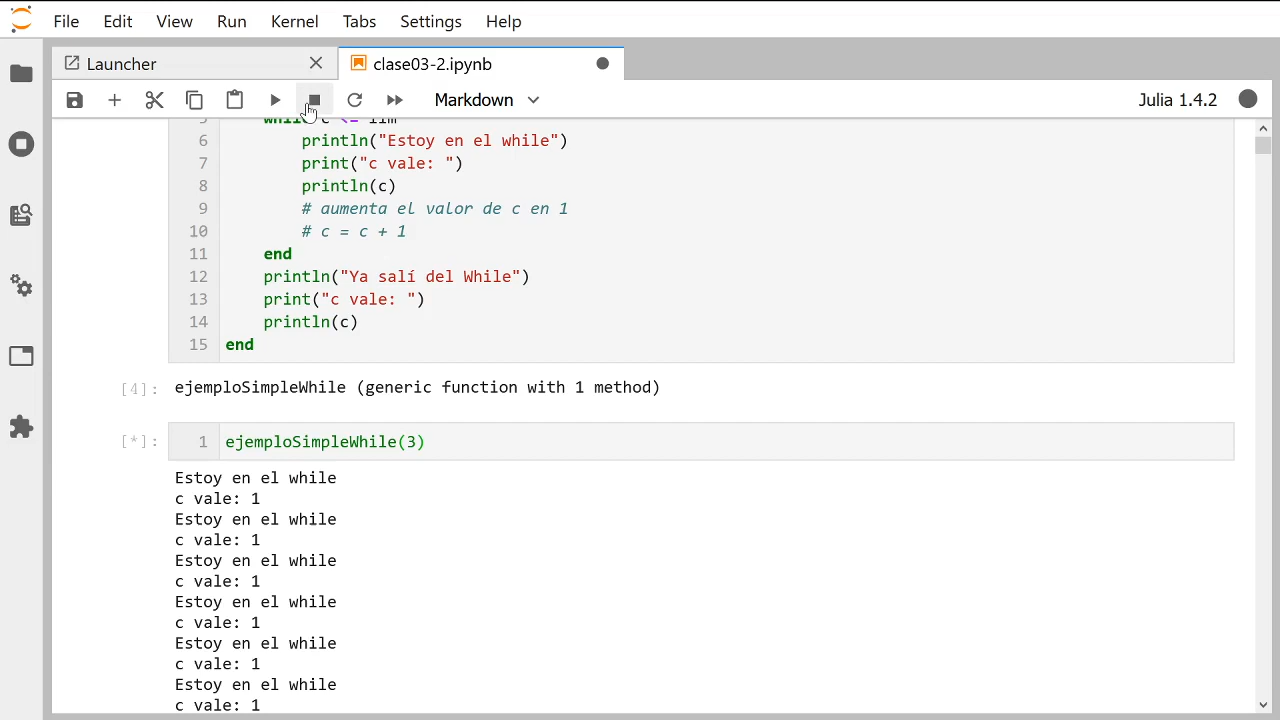 File Edit View Run Kernel Tabs Settings Help
Launcher clase03-2.ipynb
Markdown Julia 1.4.2
5 while c <= lim
6 println("Estoy en el while")
7 print("c vale: ")
8 println(c)
9 # aumenta el valor de c en 1
10 # c = c + 1
11 end
12 println("Ya salí del While")
13 print("c vale: ")
14 println(c)
15 end
[4]: ejemploSimpleWhile (generic function with 1 method)
[*]: 1 ejemploSimpleWhile(3)
Estoy en el while
c vale: 1
Estoy en el while
c vale: 1
Estoy en el while
c vale: 1
Estoy en el while
c vale: 1
Estoy en el while
c vale: 1
Estoy en el while
c vale: 1